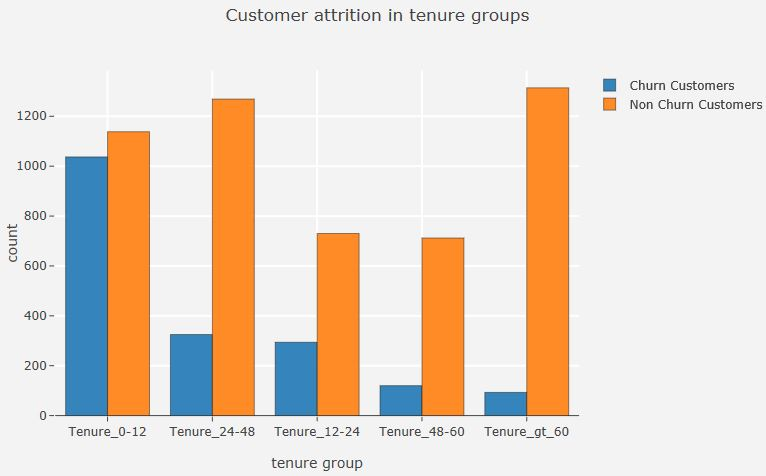 Customer attrition in tenure groups
Churn Customers
Non Churn Customers
1200
1000
800
600
400
200
0
count
Tenure_0-12 Tenure_24-48 Tenure_12-24 Tenure_48-60 Tenure_gt_60
tenure group